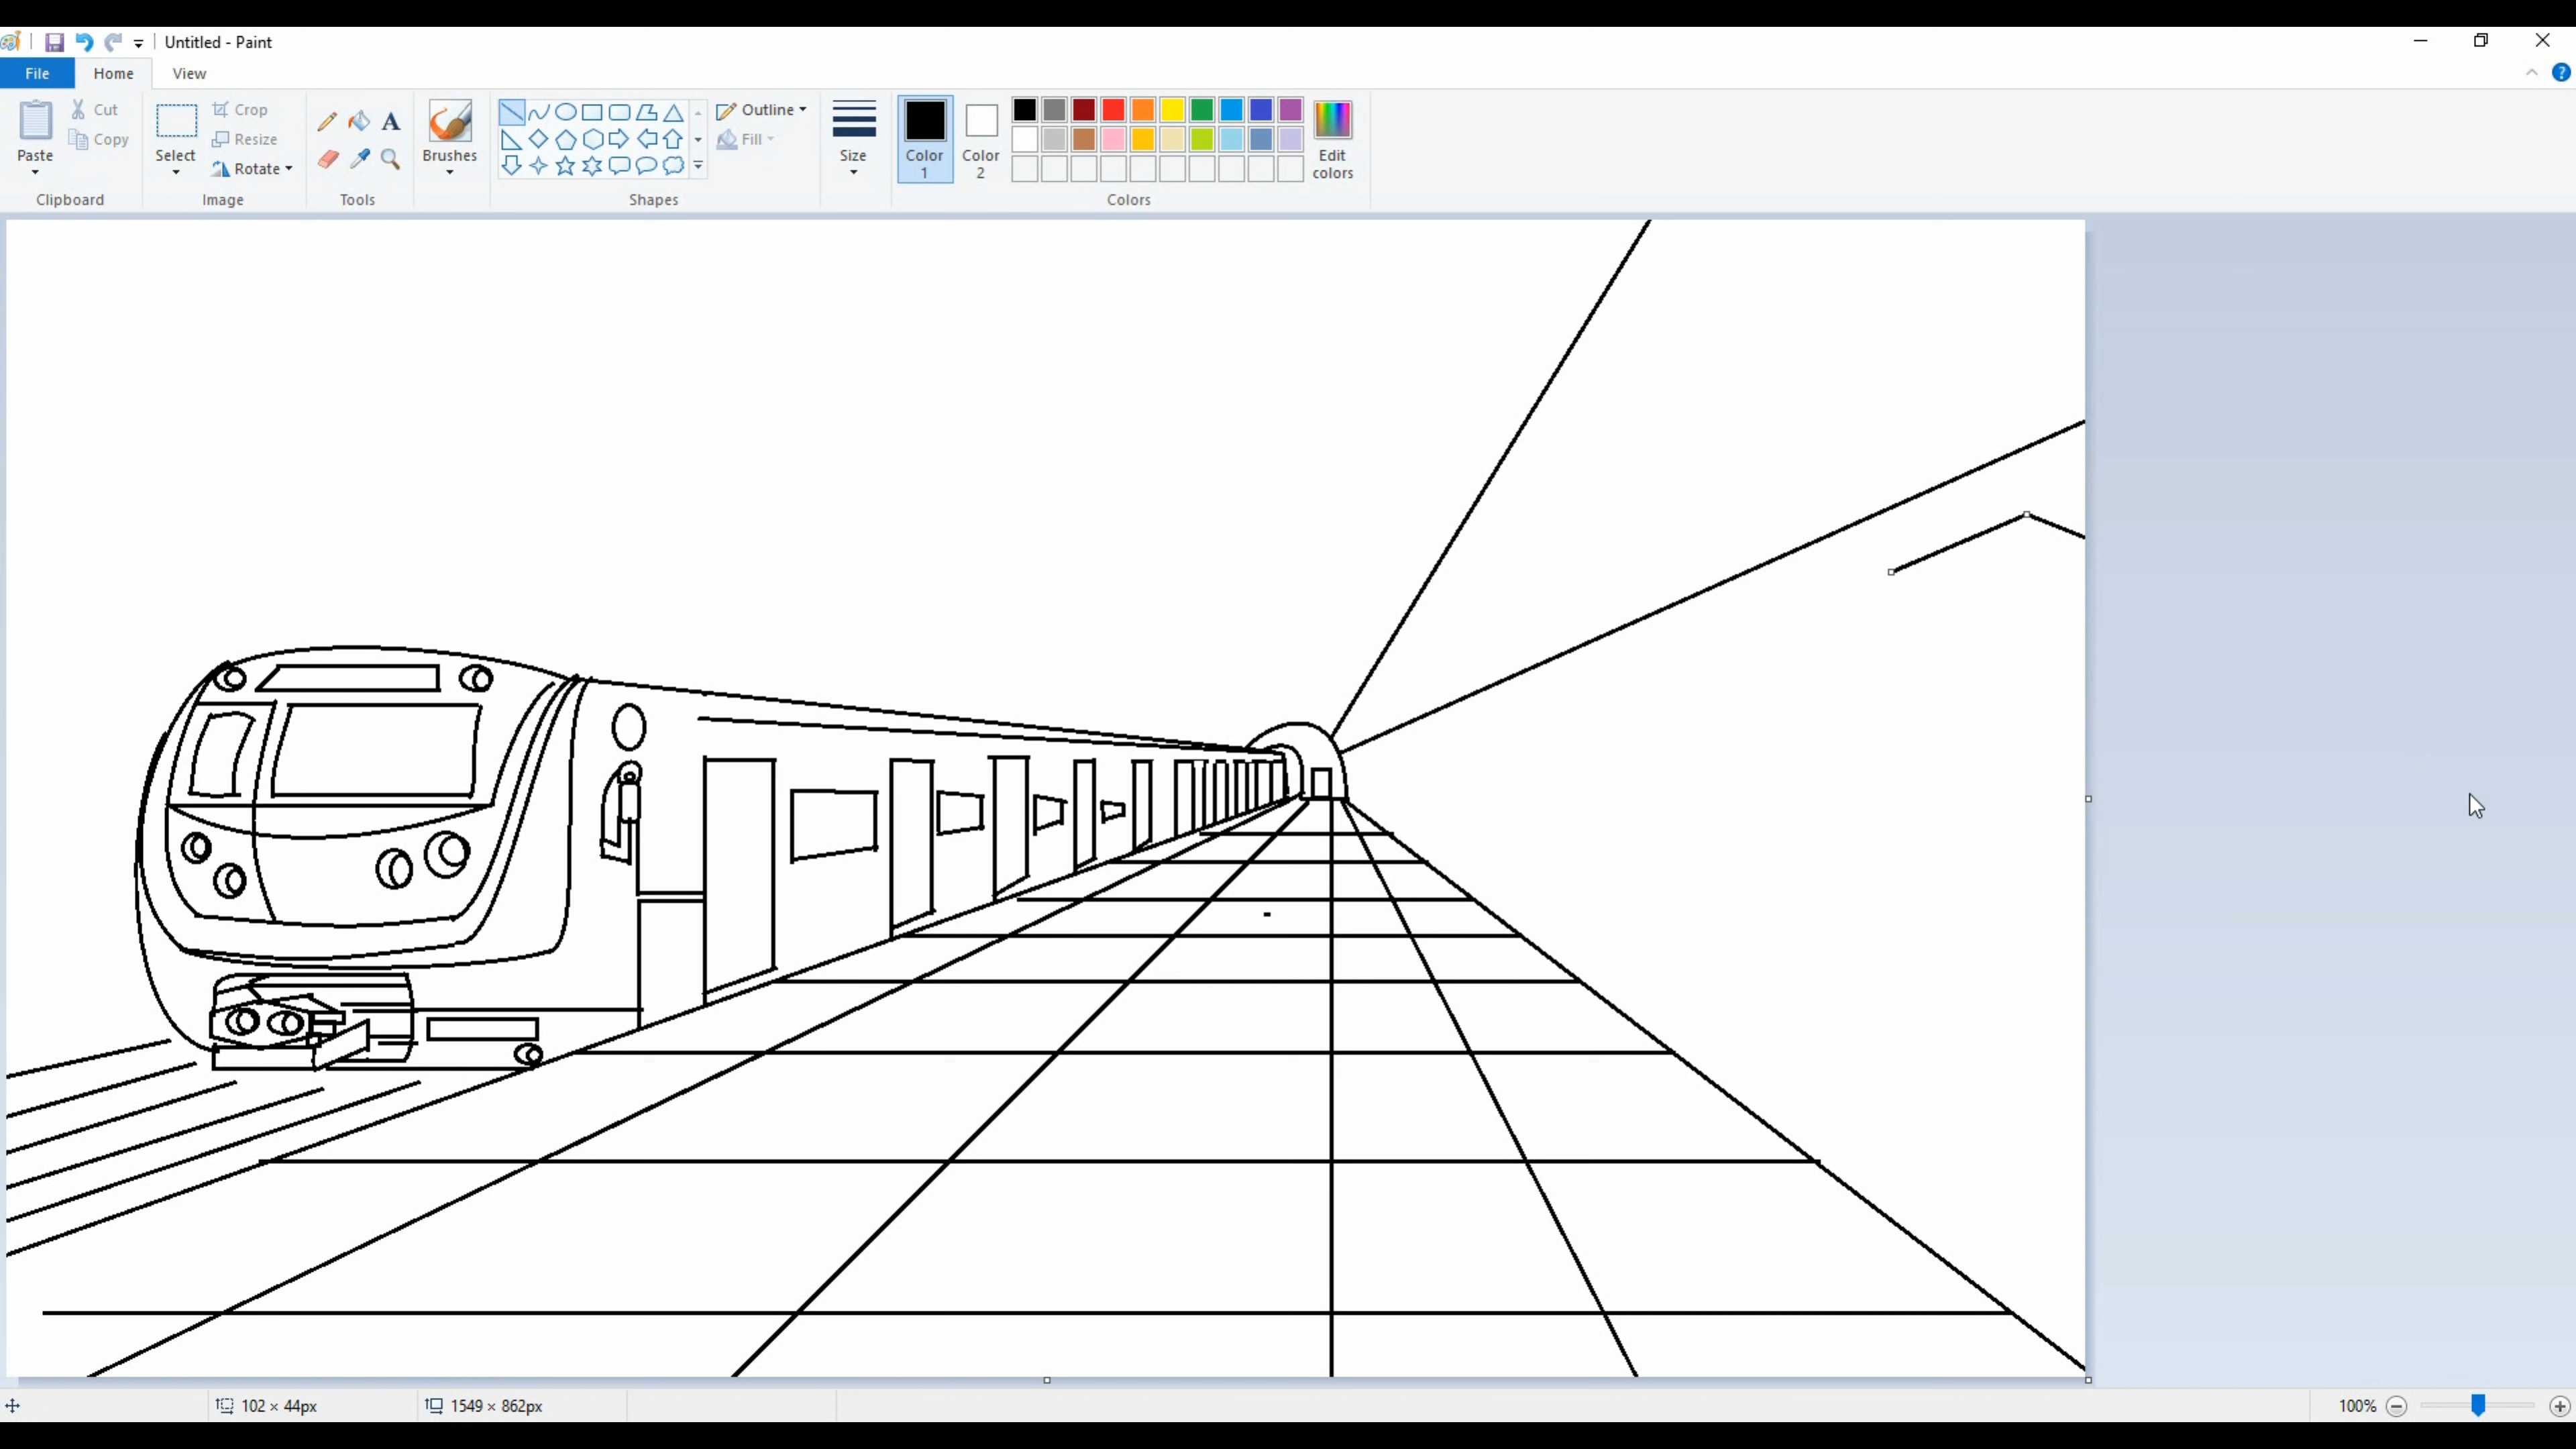 Untitled - Paint
File Home View
Paste
Cut
Copy
Clipboard
Select
Crop
Resize
Rotate
Image
A
Tools
Brushes
Shapes
Outline
Fill
Size
Color 1
Color 2
Edit colors
Colors
?
102 × 44px
1549 × 862px
100%